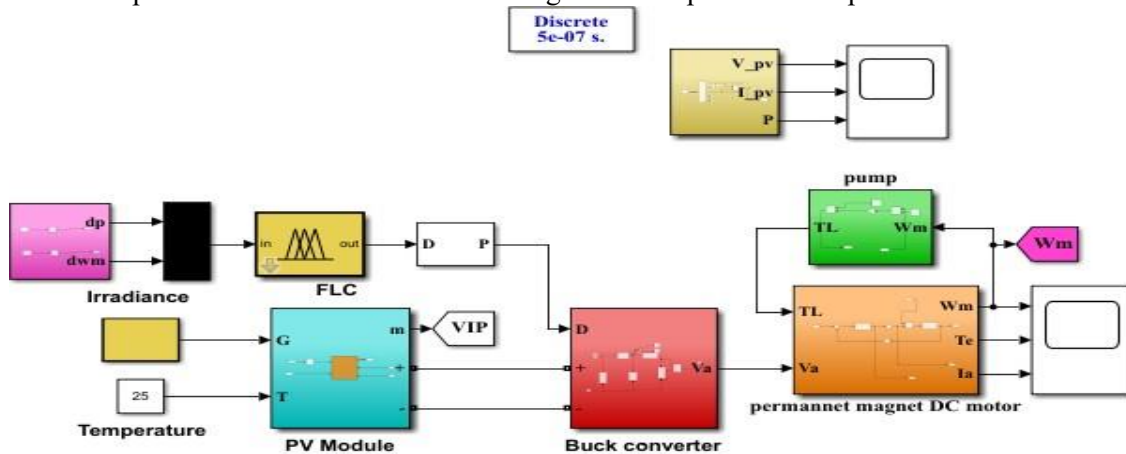 Discrete
5e-07 s.
V_pv
I_pv
P
pump
TL
Wm
Wm
dp
dwm
in
out
D
P
Irradiance
FLC
G
T
m
+
-
VIP
D
+
-
Va
TL
Va
Wm
Te
Ia
25
Temperature
PV Module
Buck converter
permannet magnet DC motor